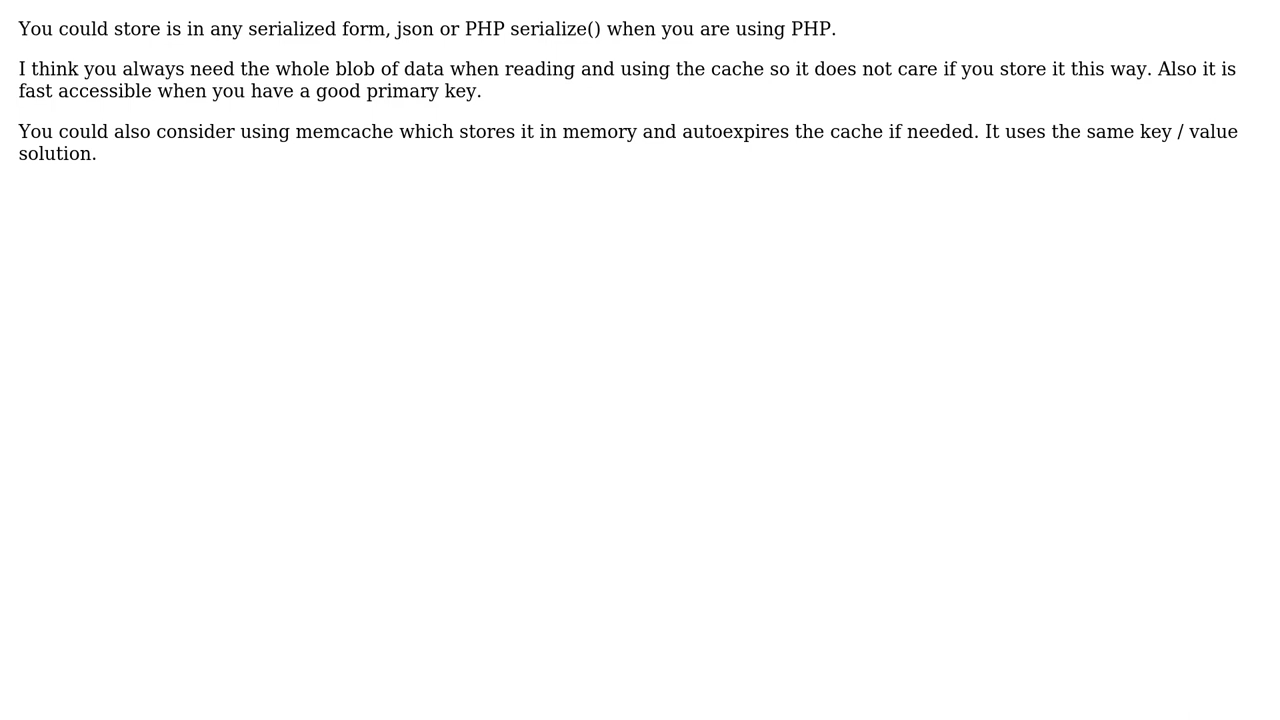 You could store is in any serialized form, json or PHP serialize() when you are using PHP.
I think you always need the whole blob of data when reading and using the cache so it does not care if you store it this way. Also it is
fast accessible when you have a good primary key.
You could also consider using memcache which stores it in memory and autoexpires the cache if needed. It uses the same key / value
solution.